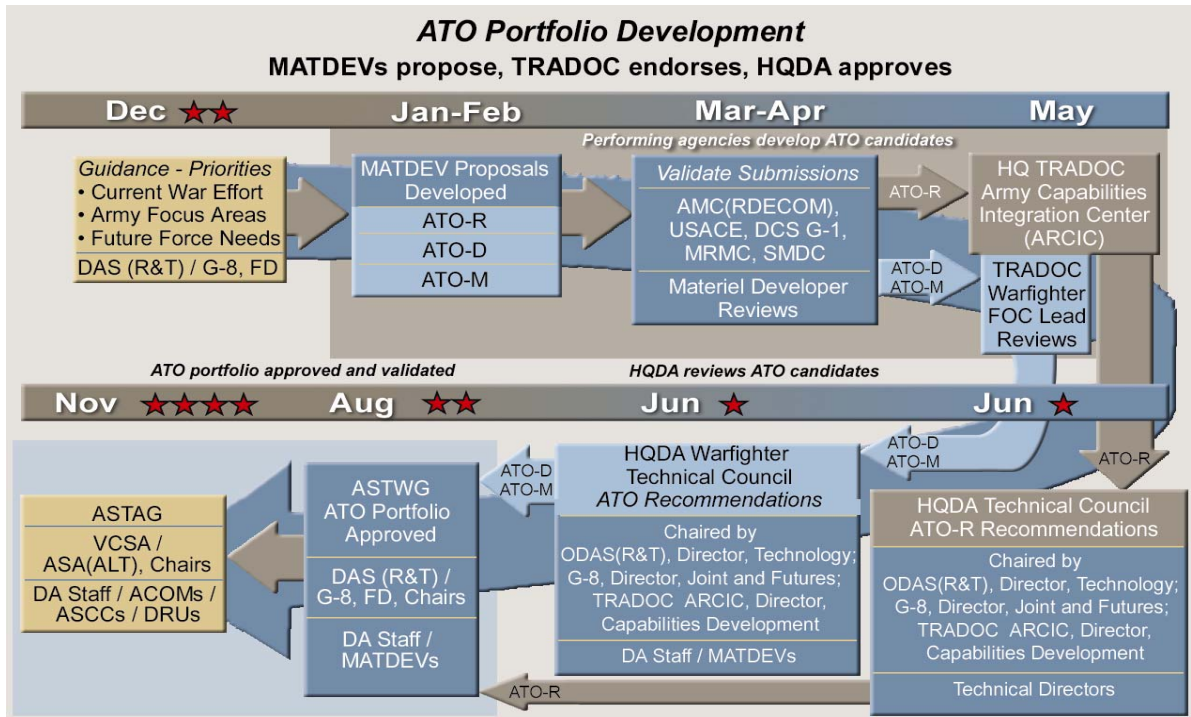 ATO Portfolio Development
MATDEVs propose, TRADOC endorses, HQDA approves
Dec
Jan-Feb
Mar-Apr
May
Performing agencies develop ATO candidates
Guidance - Priorities
• Current War Effort
• Army Focus Areas
• Future Force Needs
DAS (R&T) / G-8, FD
MATDEV Proposals
Developed
ATO-R
ATO-D
ATO-M
Validate Submissions
AMC(RDECOM),
USACE, DCS G-1,
MRMC, SMDC
Materiel Developer
Reviews
ATO-R
ATO-D
ATO-M
HQ TRADOC
Army Capabilities
Integration Center
(ARCIC)
TRADOC
Warfighter
FOC Lead
Reviews
ATO portfolio approved and validated
HQDA reviews ATO candidates
Nov
Aug
Jun
Jun
ASTAG
VCSA /
ASA(ALT), Chairs
DA Staff / ACOMs /
ASCCs / DRUs
ASTWG
ATO Portfolio
Approved
DAS (R&T) /
G-8, FD, Chairs
DA Staff /
MATDEVs
ATO-D
ATO-M
HQDA Warfighter
Technical Council
ATO Recommendations
Chaired by
ODAS(R&T), Director, Technology;
G-8, Director, Joint and Futures;
TRADOC ARCIC, Director,
Capabilities Development
DA Staff / MATDEVs
ATO-D
ATO-M
ATO-R
HQDA Technical Council
ATO-R Recommendations
Chaired by
ODAS(R&T), Director, Technology;
G-8, Director, Joint and Futures;
TRADOC ARCIC, Director,
Capabilities Development
Technical Directors
ATO-R